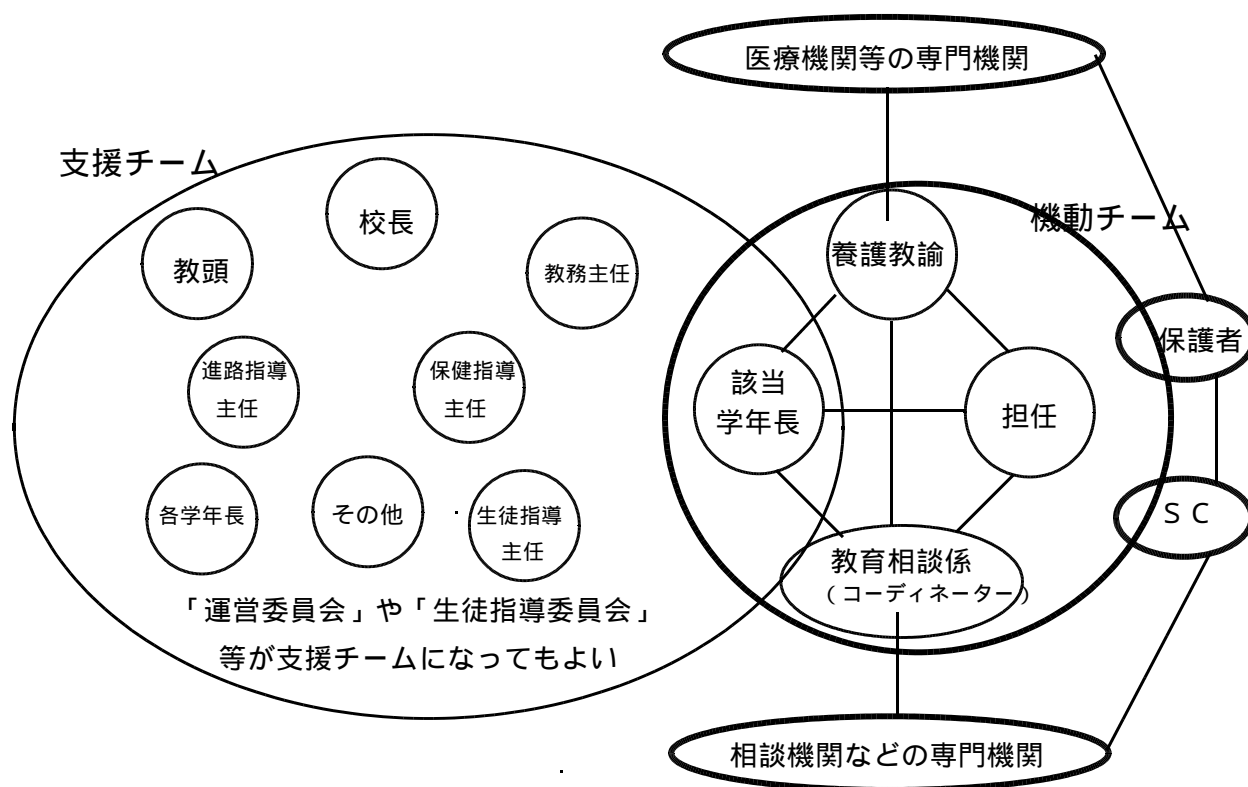 医療機関等の専門機関
支援チーム
校長
教頭
教務主任
進路指導
主任
保健指導
主任
各学年長
その他
生徒指導
主任
「運営委員会」や「生徒指導委員会」
等が支援チームになってもよい
機動チーム
養護教諭
該当
学年長
担任
教育相談係
(コーディネーター)
保護者
ＳＣ
相談機関などの専門機関